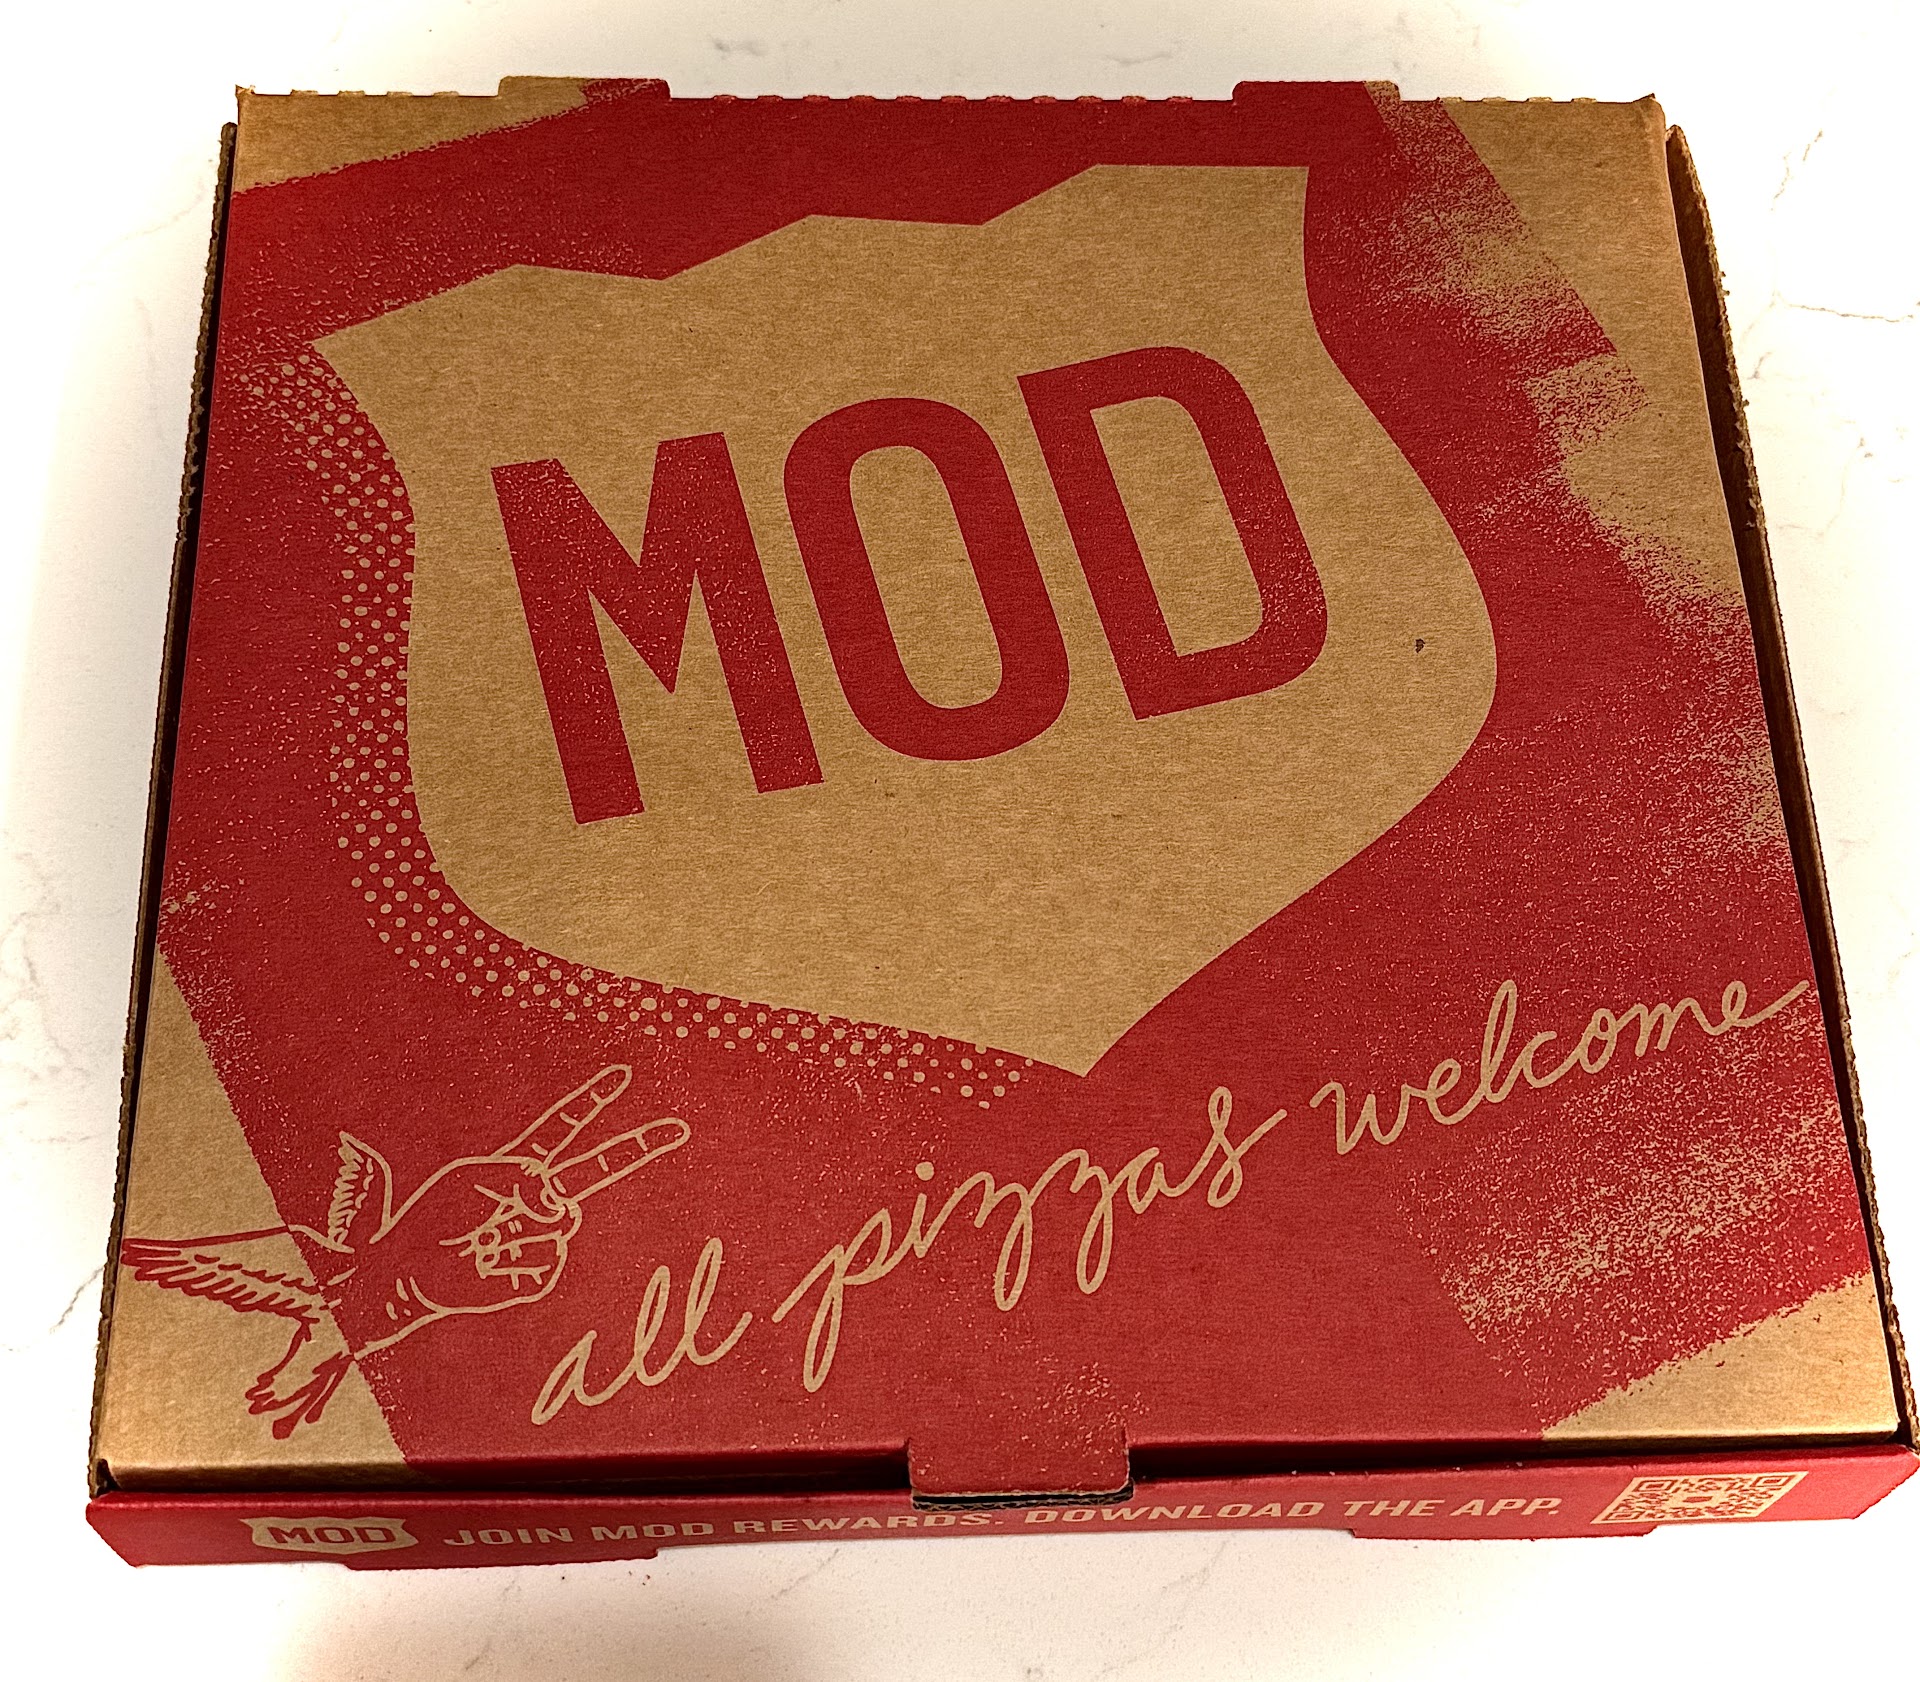 MOD
all pizzas welcome
MOD JOIN MOD REWARDS. DOWNLOAD THE APP.